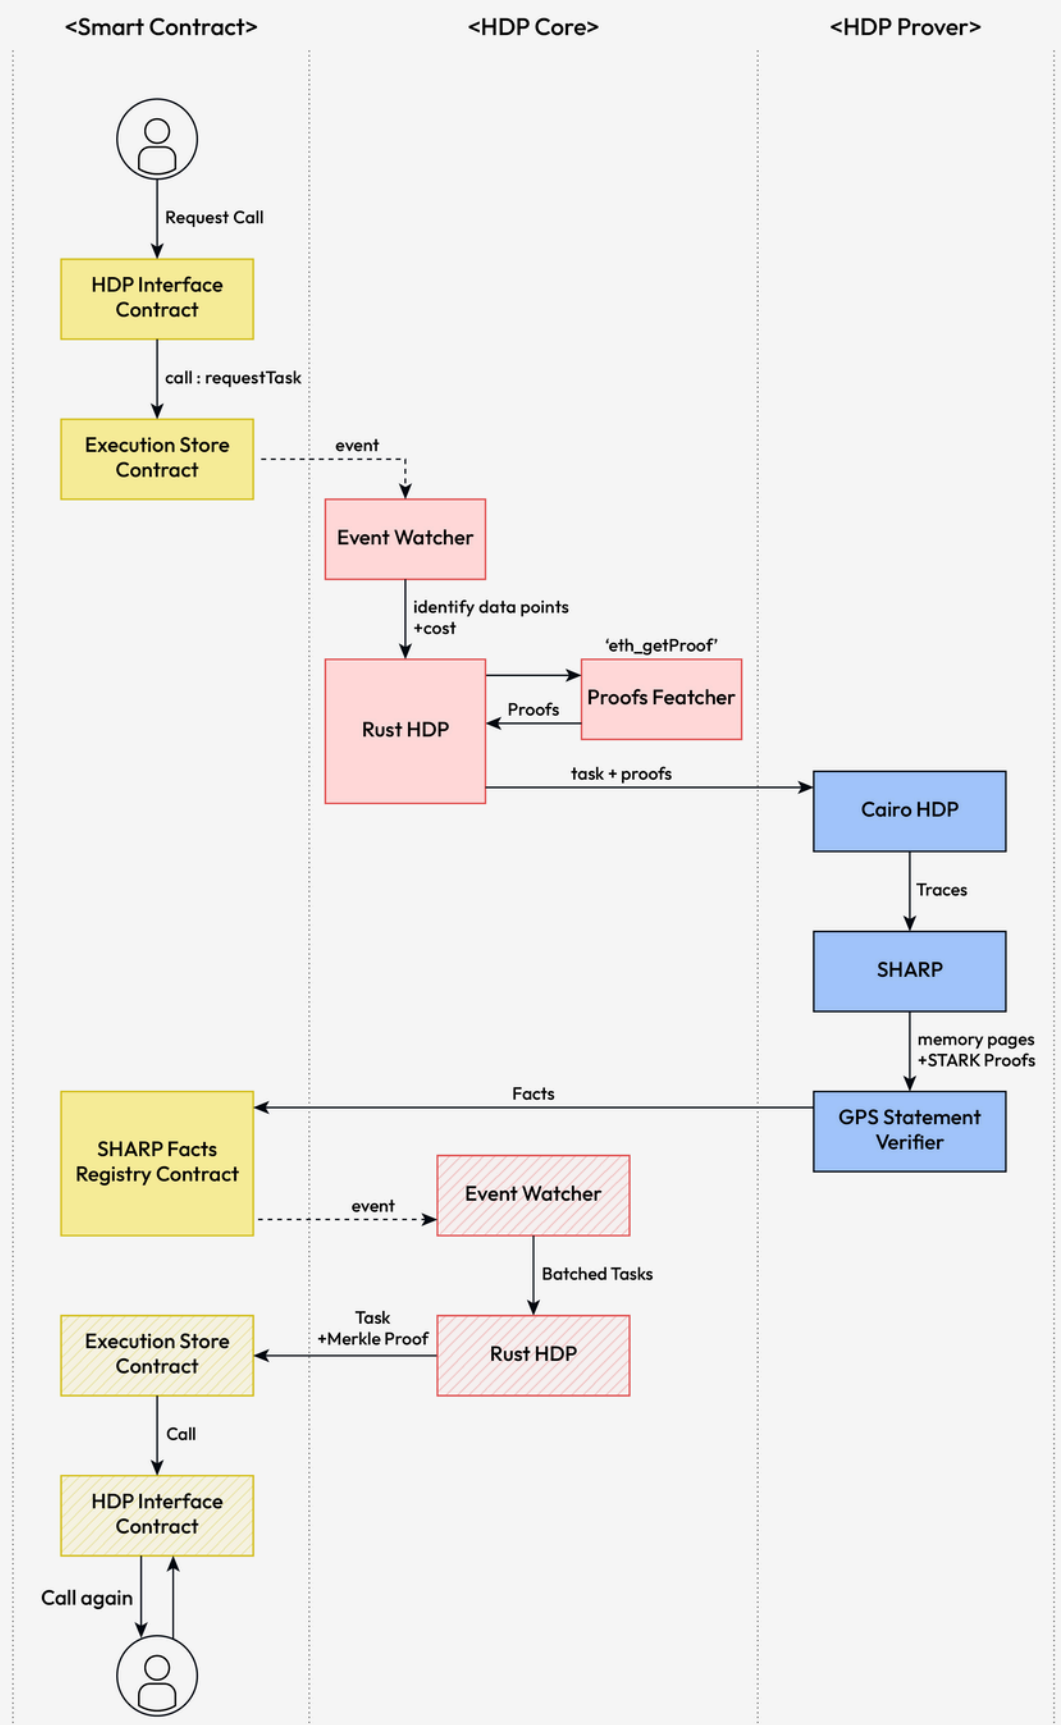 <Smart Contract>
<HDP Core>
<HDP Prover>
Request Call
HDP Interface
Contract
call : requestTask
Execution Store
Contract
event
Event Watcher
identify data points
+cost
‘eth_getProof’
Rust HDP
Proofs Featcher
Proofs
task + proofs
Cairo HDP
Traces
SHARP
memory pages
+STARK Proofs
GPS Statement
Verifier
Facts
SHARP Facts
Registry Contract
event
Event Watcher
Batched Tasks
Rust HDP
Task
+Merkle Proof
Execution Store
Contract
Call
HDP Interface
Contract
Call again